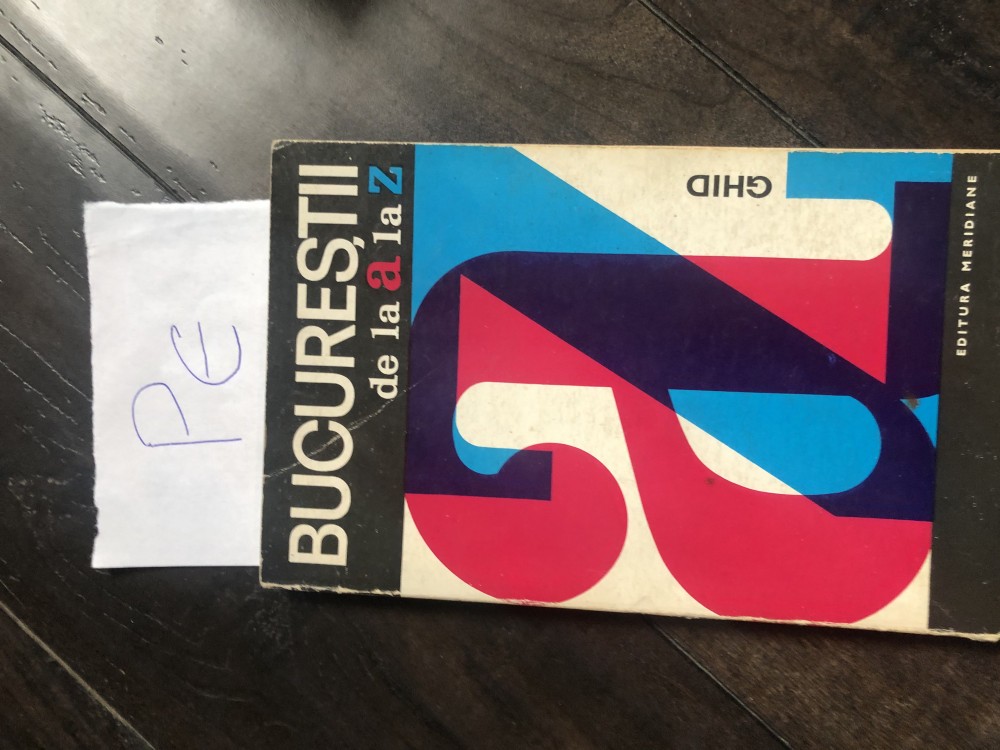 PE
BUCUREȘTII
de la a la z
GHID
EDITURA MERIDIANE